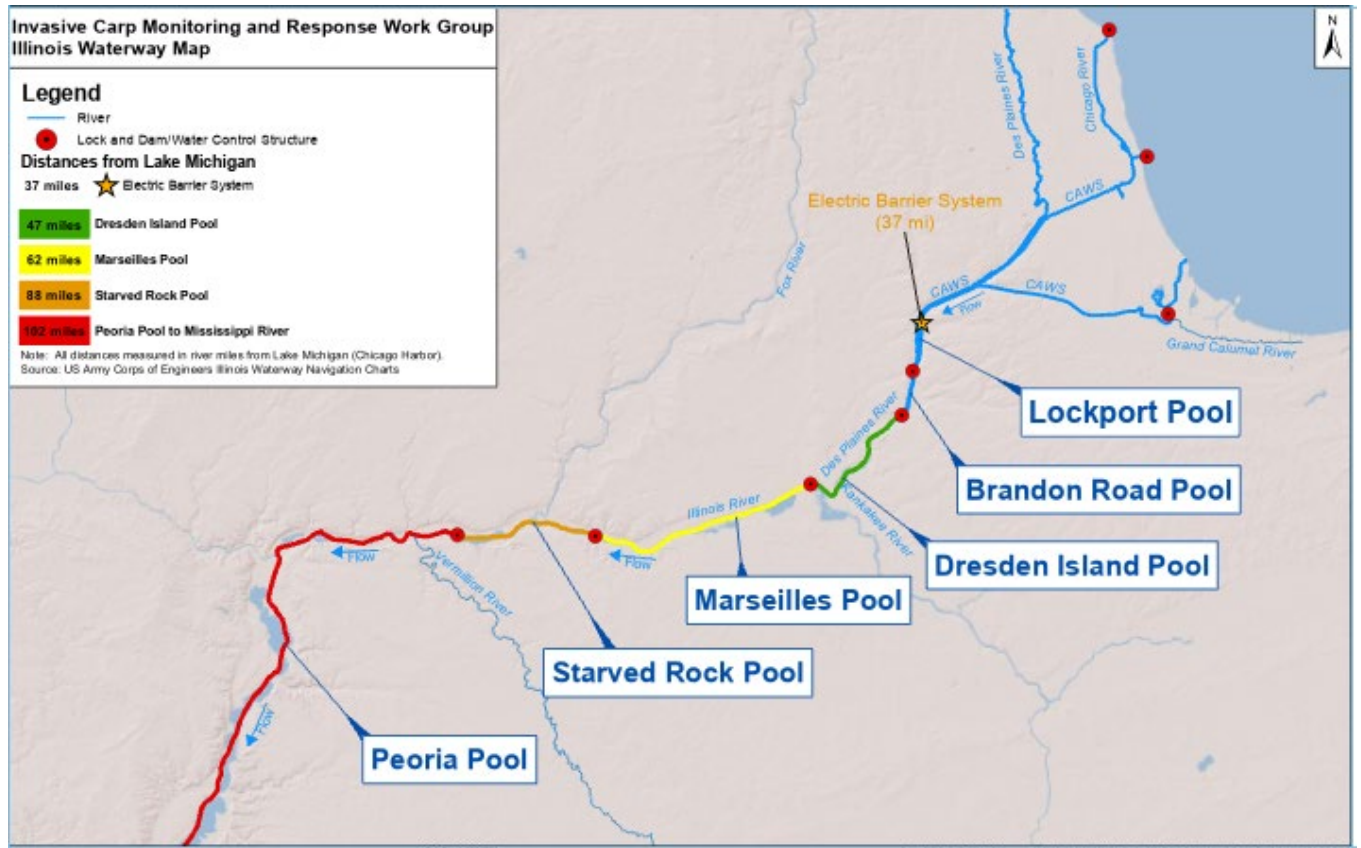 Invasive Carp Monitoring and Response Work Group
Illinois Waterway Map
Legend
River
Lock and Dam/Water Control Structure
Distances from Lake Michigan
37 miles Electric Barrier System
47 miles Dresden Island Pool
62 miles Marseilles Pool
88 miles Starved Rock Pool
102 miles Peoria Pool to Mississippi River
Note: All distances measured in river miles from Lake Michigan (Chicago Harbor).
Source: US Army Corps of Engineers Illinois Waterway Navigation Charts
N
Des Plaines River
Chicago River
CAWS
Electric Barrier System
(37 mi)
Fox River
CAWS
CAWS
Flow
Grand Calumet River
Lockport Pool
Des Plaines River
Brandon Road Pool
Kankakee River
Illinois River
Dresden Island Pool
Flow
Flow
Vermillion River
Marseilles Pool
Starved Rock Pool
Flow
Peoria Pool